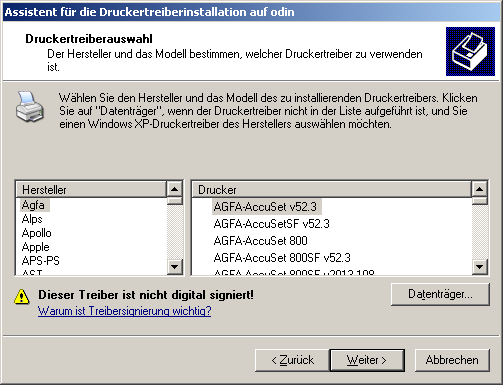 Assistent für die Druckertreiberinstallation auf odin
Druckertreiberauswahl
Der Hersteller und das Modell bestimmen, welcher Druckertreiber zu verwenden
ist.
Wählen Sie den Hersteller und das Modell des zu installierenden Druckertreibers. Klicken
Sie auf "Datenträger", wenn der Druckertreiber nicht in der Liste aufgeführt ist, und Sie
einen Windows XP-Druckertreiber des Herstellers auswählen möchten.
Hersteller
Agfa
Alps
Apollo
Apple
APS-PS
AST
Drucker
AGFA-AccuSet v52.3
AGFA-AccuSetSF v52.3
AGFA-AccuSet 800
AGFA-AccuSet 800SF v52.3
AGFA-AccuSet 800SF v2013.108
Dieser Treiber ist nicht digital signiert!
Warum ist Treibersignierung wichtig?
Datenträger...
< Zurück
Weiter >
Abbrechen